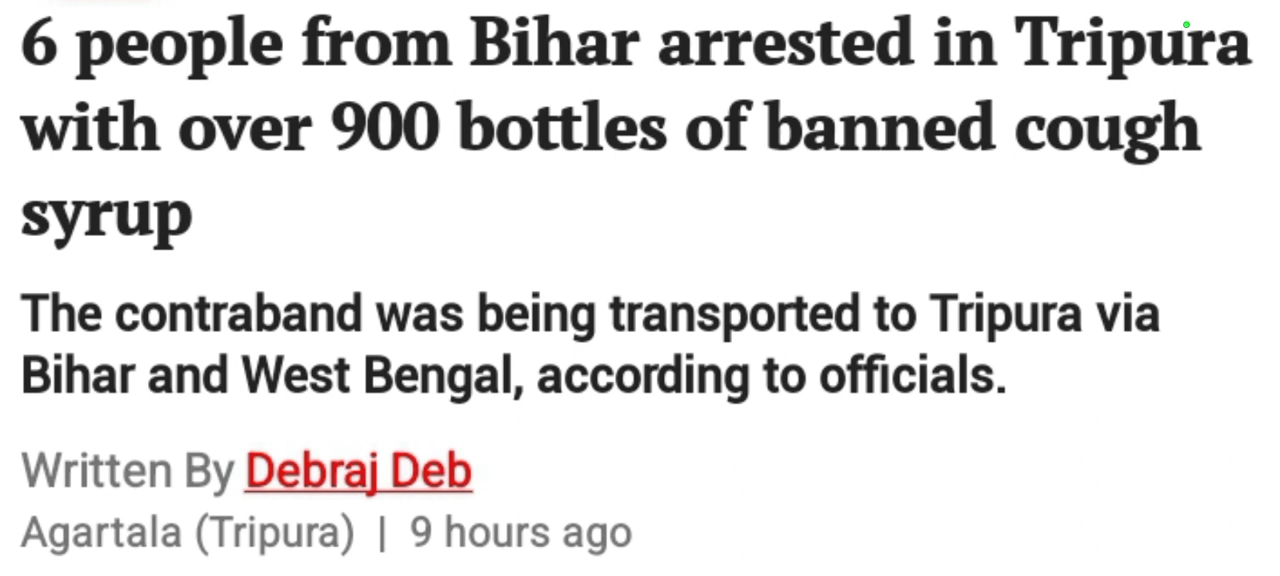 6 people from Bihar arrested in Tripura
with over 900 bottles of banned cough
syrup
The contraband was being transported to Tripura via
Bihar and West Bengal, according to officials.
Written By Debraj Deb
Agartala (Tripura) | 9 hours ago